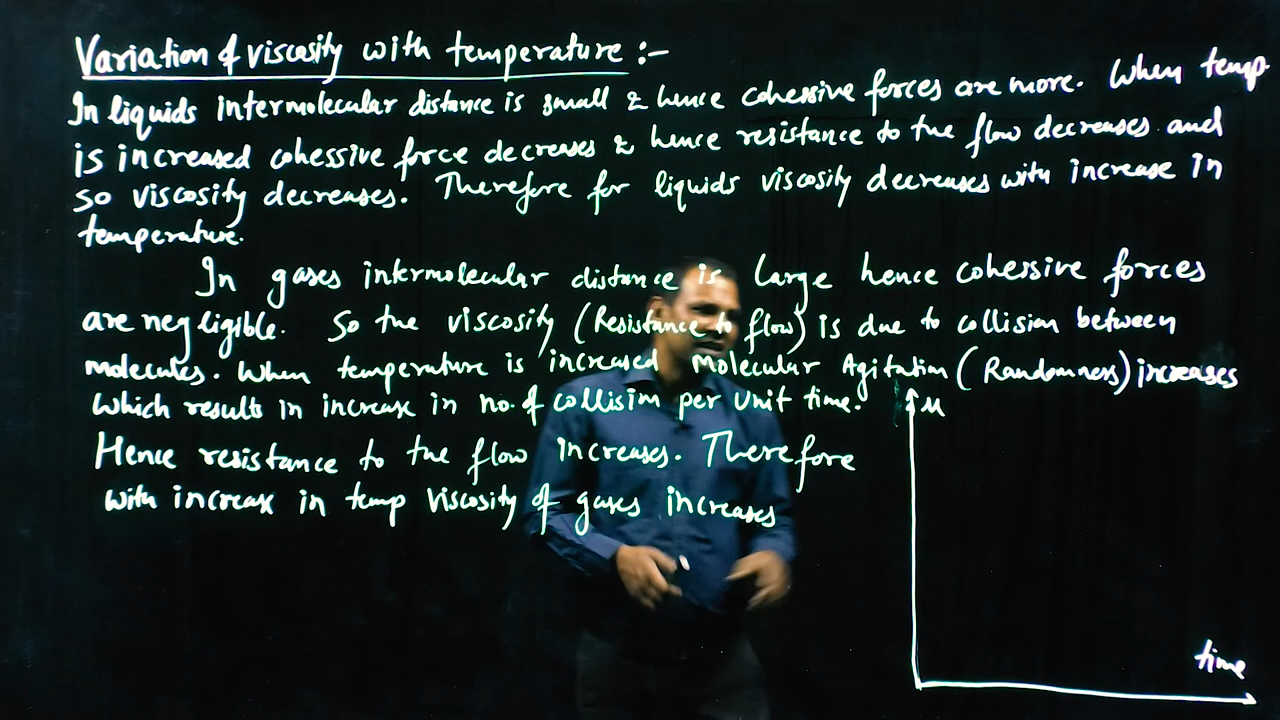 Variation of viscosity with temperature :-
In liquids intermolecular distance is small & hence cohessive forces are more. When temp.
is increased cohessive force decreases & hence resistance to the flow decreases and
so viscosity decreases. Therefore for liquids viscosity decreases with increase in
temperature.
In gases intermolecular distance is large hence cohessive forces
are negligible. So the viscosity (Resistance to flow) is due to collision between
molecules. When temperature is increased Molecular Agitation (Randomness) increases
which results in increase in no. of collision per unit time.
Hence resistance to the flow increases. Therefore
with increase in temp viscosity of gases increases
μ
time